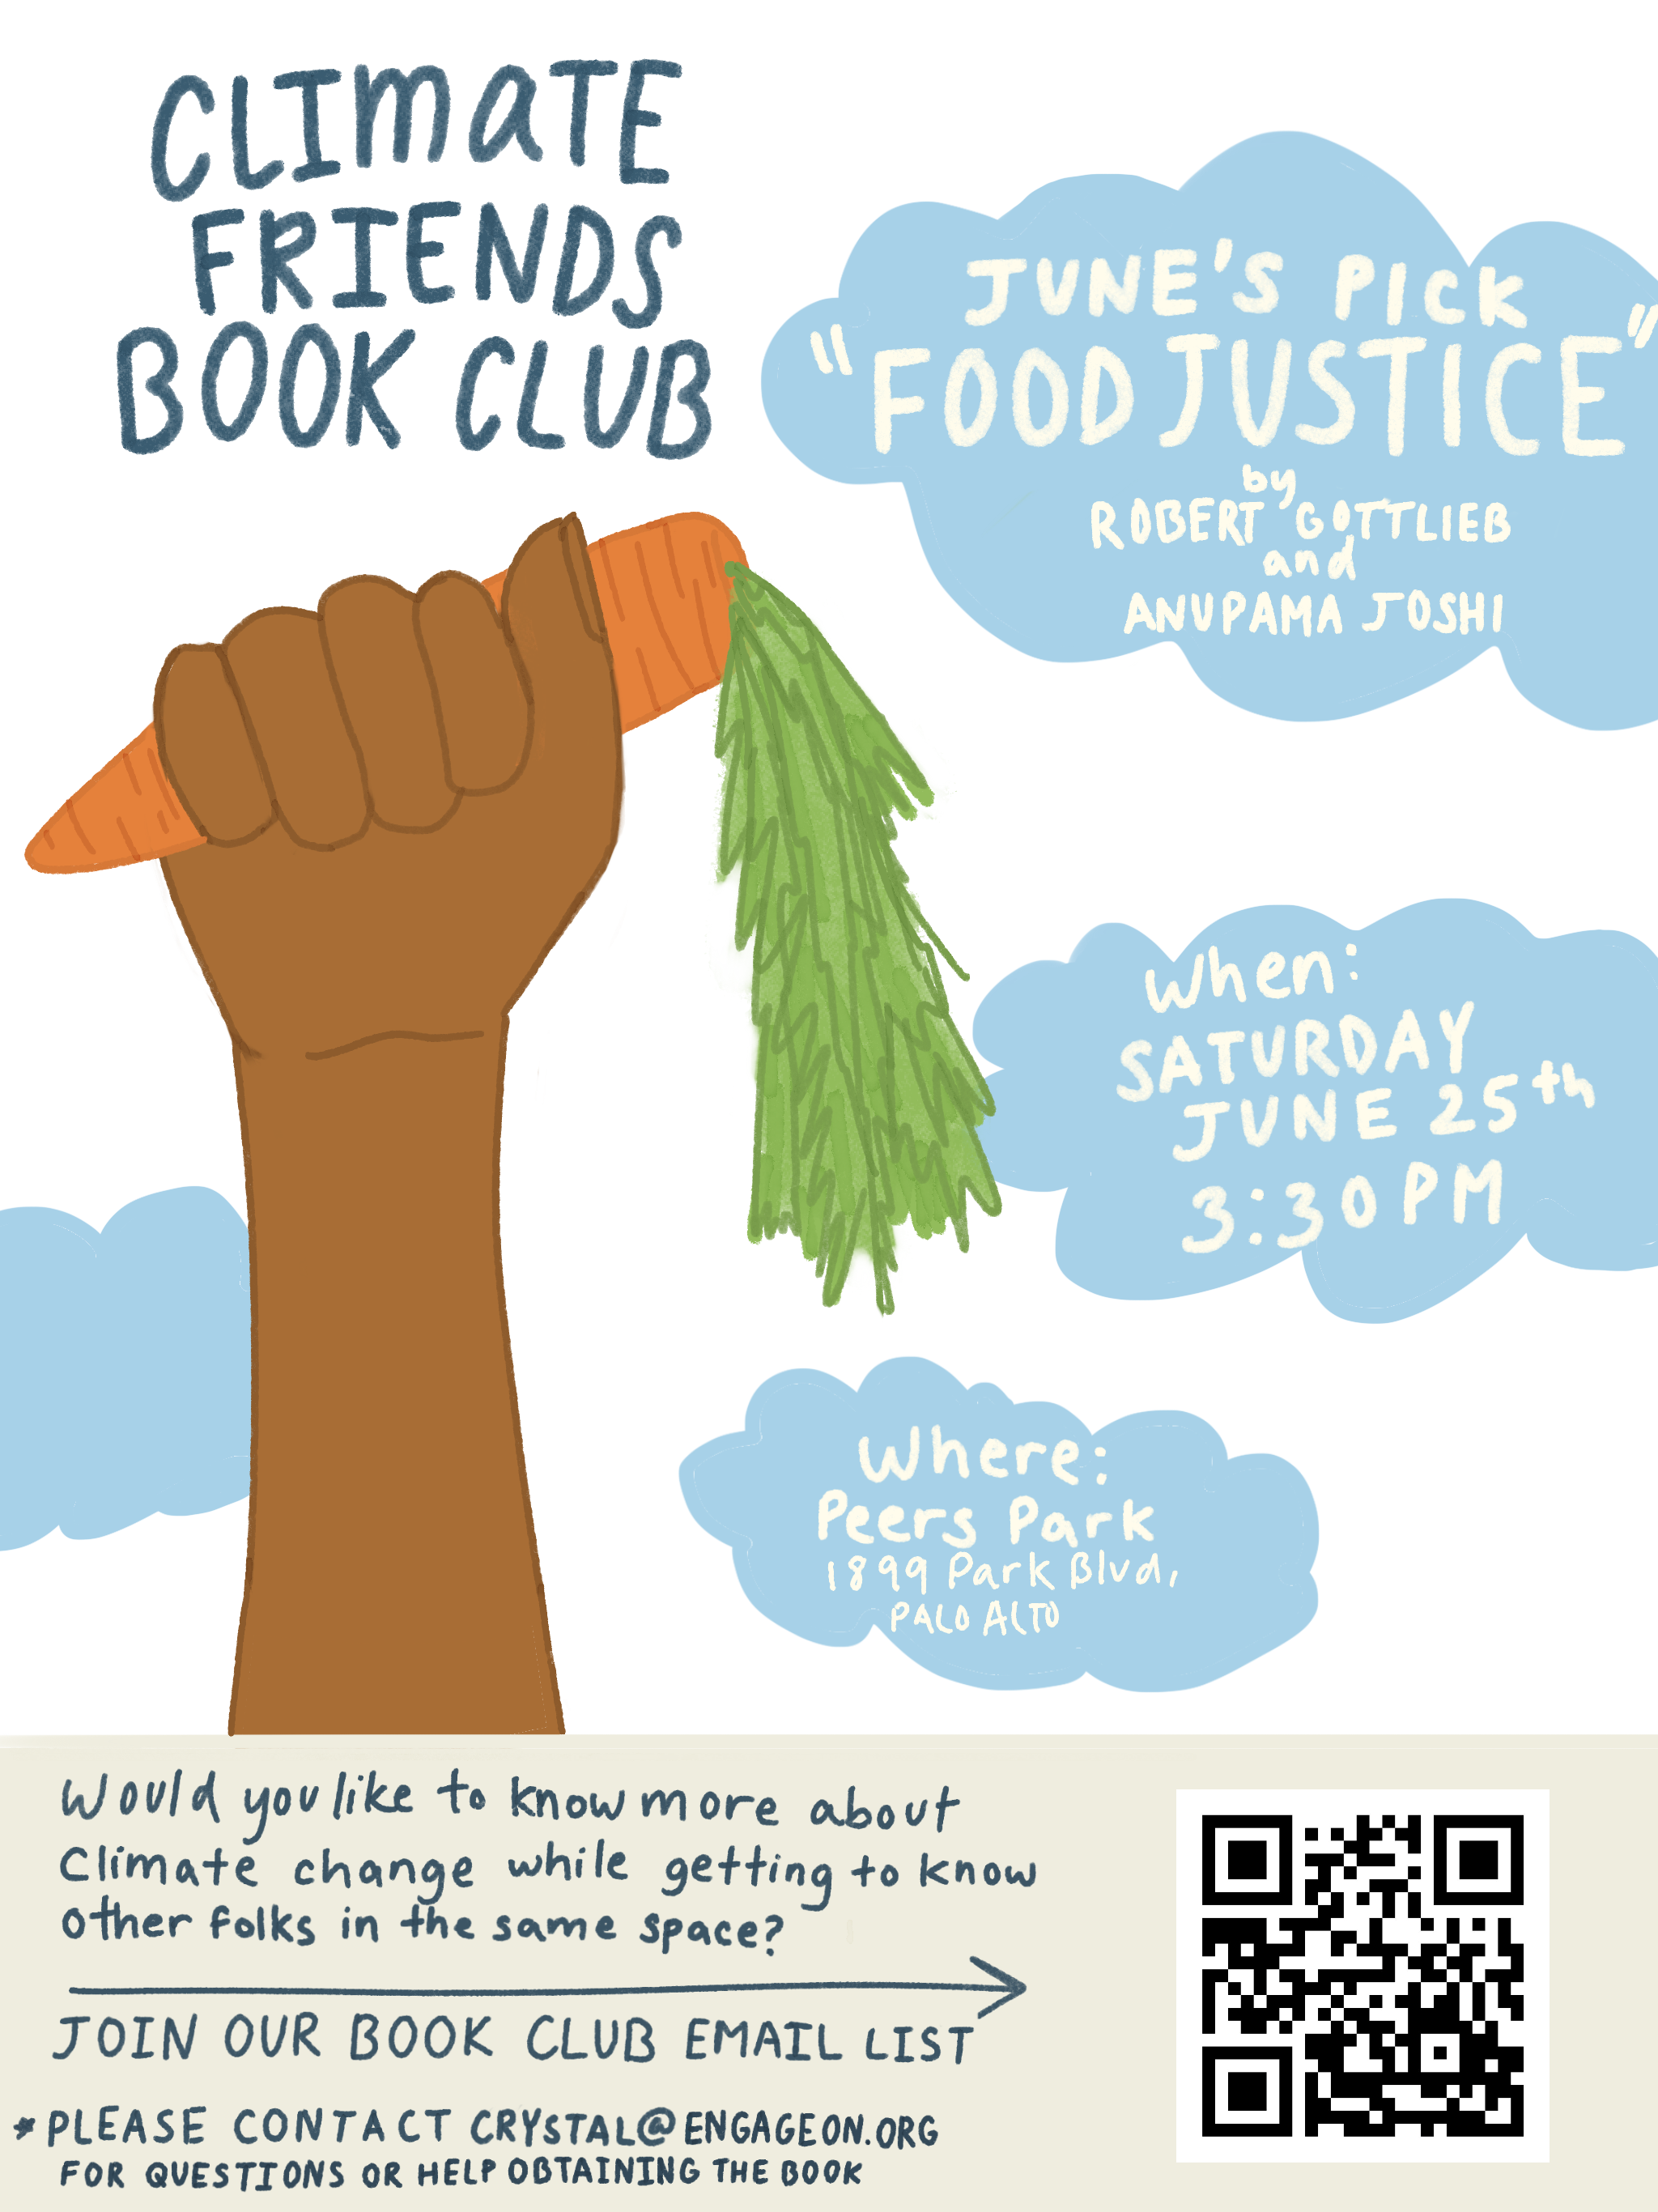 CLImaTE
FRIENDS
BOOK CLUB
JUNE'S PICK
"FOOD JUSTICE"
by
ROBERT GOTTLIEB
and
ANUPAMA JOSHI
When:
SATURDAY
JUNE 25th
3:30 PM
Where:
Peers Park
1899 Park Blvd,
PALO ALTO
Would you like to know more about
Climate change while getting to know
other folks in the same space?
JOIN OUR BOOK CLUB EMAIL LIST
*PLEASE CONTACT CRYSTAL@ENGAGEON.ORG
FOR QUESTIONS OR HELP OBTAINING THE BOOK